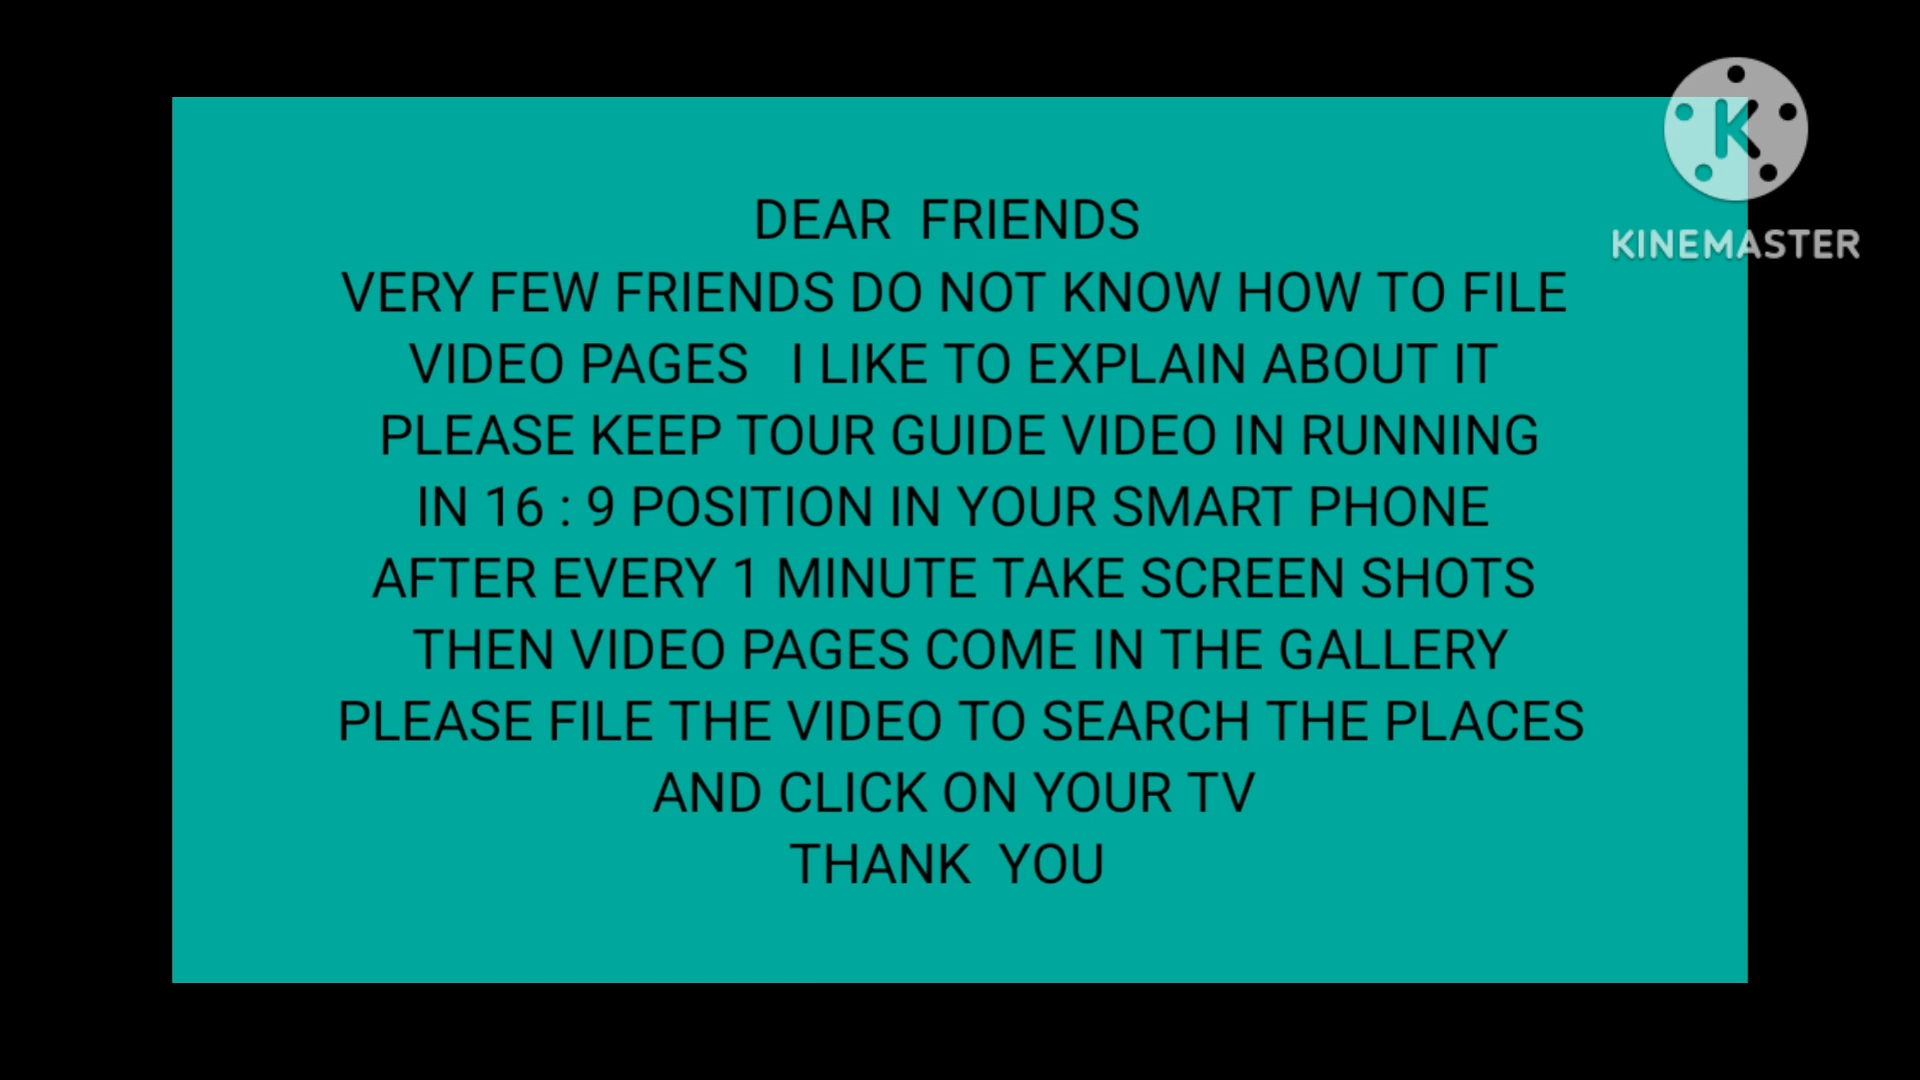 DEAR  FRIENDS
VERY FEW FRIENDS DO NOT KNOW HOW TO FILE
VIDEO PAGES   I LIKE TO EXPLAIN ABOUT IT
PLEASE KEEP TOUR GUIDE VIDEO IN RUNNING
IN 16 : 9 POSITION IN YOUR SMART PHONE
AFTER EVERY 1 MINUTE TAKE SCREEN SHOTS
THEN VIDEO PAGES COME IN THE GALLERY
PLEASE FILE THE VIDEO TO SEARCH THE PLACES
AND CLICK ON YOUR TV
THANK  YOU
K
KINEMASTER